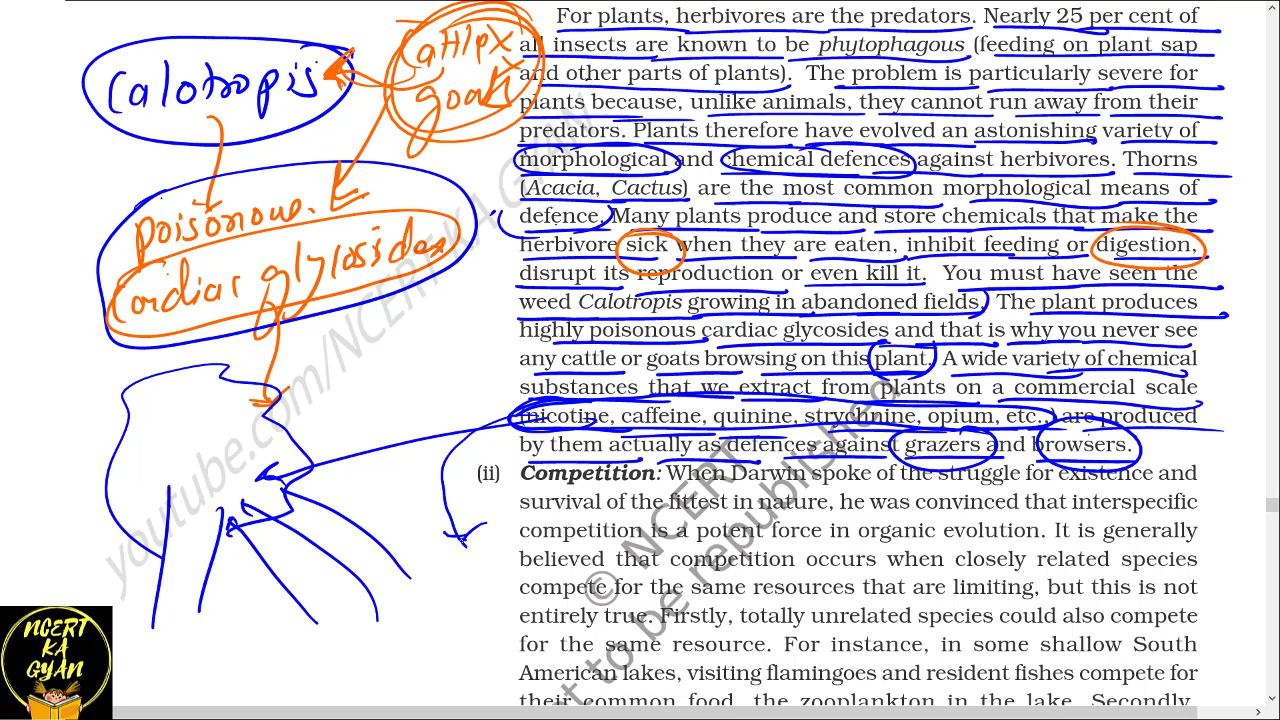 For plants, herbivores are the predators. Nearly 25 per cent of
all insects are known to be phytophagous (feeding on plant sap
and other parts of plants). The problem is particularly severe for
plants because, unlike animals, they cannot run away from their
predators. Plants therefore have evolved an astonishing variety of
morphological and chemical defences against herbivores. Thorns
(Acacia, Cactus) are the most common morphological means of
defence. Many plants produce and store chemicals that make the
herbivore sick when they are eaten, inhibit feeding or digestion,
disrupt its reproduction or even kill it. You must have seen the
weed Calotropis growing in abandoned fields. The plant produces
highly poisonous cardiac glycosides and that is why you never see
any cattle or goats browsing on this plant. A wide variety of chemical
substances that we extract from plants on a commercial scale
(nicotine, caffeine, quinine, strychnine, opium, etc.,) are produced
by them actually as defences against grazers and browsers.
(ii) Competition: When Darwin spoke of the struggle for existence and
survival of the fittest in nature, he was convinced that interspecific
competition is a potent force in organic evolution. It is generally
believed that competition occurs when closely related species
compete for the same resources that are limiting, but this is not
entirely true. Firstly, totally unrelated species could also compete
for the same resource. For instance, in some shallow South
American lakes, visiting flamingoes and resident fishes compete for
their common food, the zooplankton in the lake. Secondly,
Calotropis
goat
poisonous.
Cardiac glycosides
youtube.com/NCERT KA GYAN
© NCERT
not to be republished
NCERT
KA
GYAN